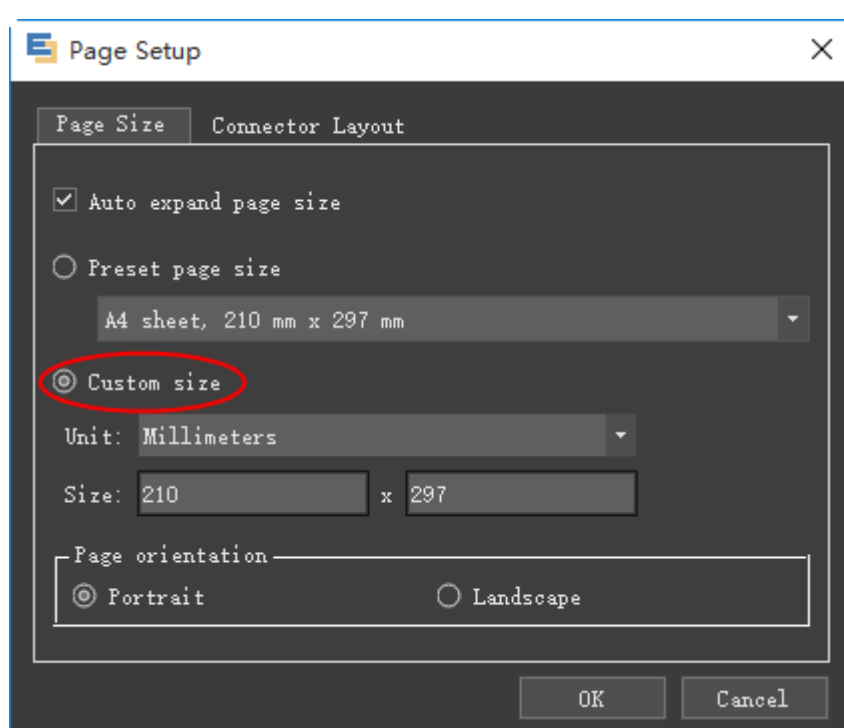 Page Setup
Page Size Connector Layout
Auto expand page size
Preset page size
A4 sheet, 210 mm x 297 mm
Custom size
Unit: Millimeters
Size: 210 x 297
Page orientation
Portrait Landscape
OK Cancel